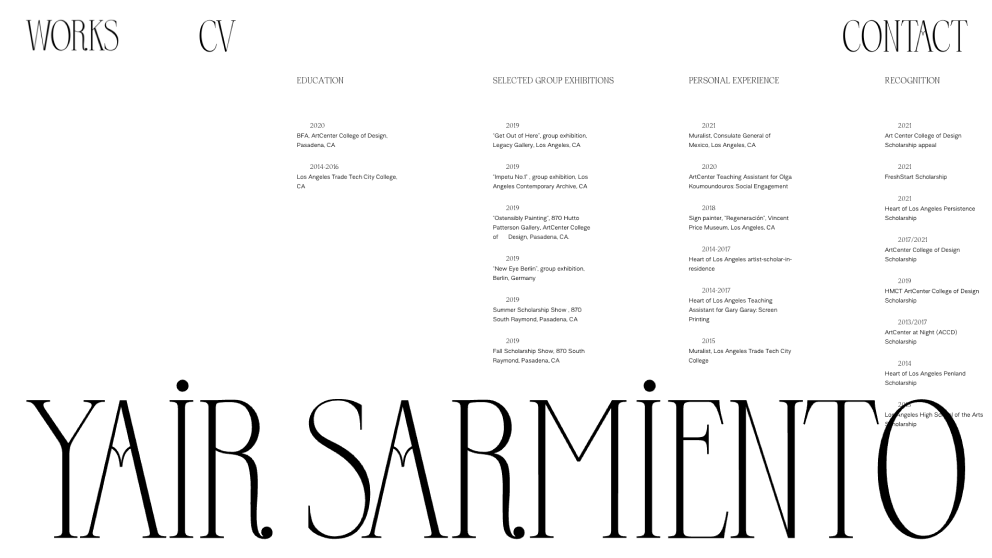 WORKS
CV
CONTACT
EDUCATION
2020
BFA, ArtCenter College of Design,
Pasadena, CA
2014-2016
Los Angeles Trade Tech City College,
CA
SELECTED GROUP EXHIBITIONS
2019
'Get Out of Here', group exhibition,
Legacy Gallery, Los Angeles, CA
2019
'Impetu No.1' , group exhibition, Los
Angeles Contemporary Archive, CA
2019
'Ostensibly Painting', 870 Hutto
Patterson Gallery, ArtCenter College
of Design, Pasadena, CA.
2019
'New Eye Berlin', group exhibition,
Berlin, Germany
2019
Summer Scholarship Show , 870
South Raymond, Pasadena, CA
2019
Fall Scholarship Show, 870 South
Raymond, Pasadena, CA
PERSONAL EXPERIENCE
2021
Muralist, Consulate General of
Mexico, Los Angeles, CA
2020
ArtCenter Teaching Assistant for Olga
Koumoundouros: Social Engagement
2018
Sign painter, 'Regeneración', Vincent
Price Museum, Los Angeles, CA
2014-2017
Heart of Los Angeles artist-scholar-in-
residence
2014-2017
Heart of Los Angeles Teaching
Assistant for Gary Garay: Screen
Printing
2015
Muralist, Los Angeles Trade Tech City
College
RECOGNITION
2021
Art Center College of Design
Scholarship appeal
2021
FreshStart Scholarship
2021
Heart of Los Angeles Persistence
Scholarship
2017/2021
ArtCenter College of Design
Scholarship
2019
HMCT ArtCenter College of Design
Scholarship
2013/2017
ArtCenter at Night (ACCD)
Scholarship
2014
Heart of Los Angeles Penland
Scholarship
Los Angeles High School of the Arts
Scholarship
YAIR SARMIENTO